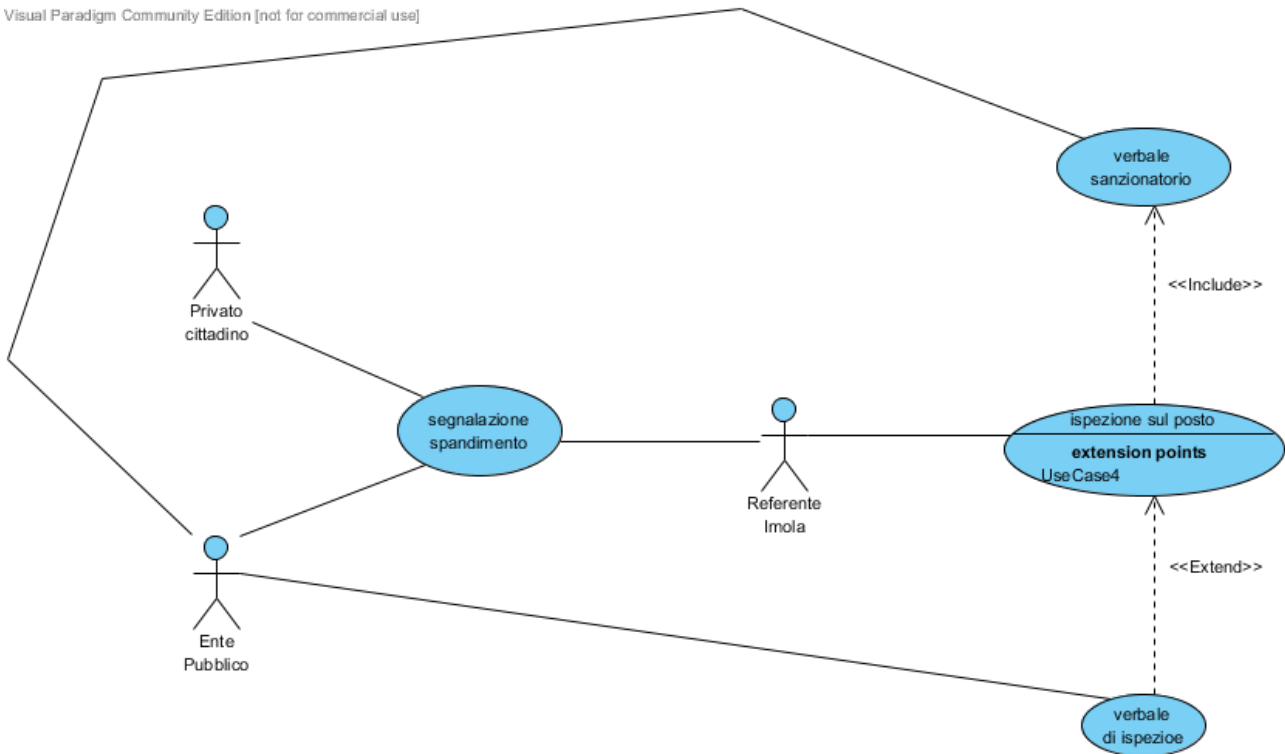 Visual Paradigm Community Edition [not for commercial use]
verbale
sanzionatorio
<<Include>>
Privato
cittadino
segnalazione
spandimento
ispezione sul posto
extension points
UseCase4
Referente
Imola
<<Extend>>
Ente
Pubblico
verbale
di ispezioe